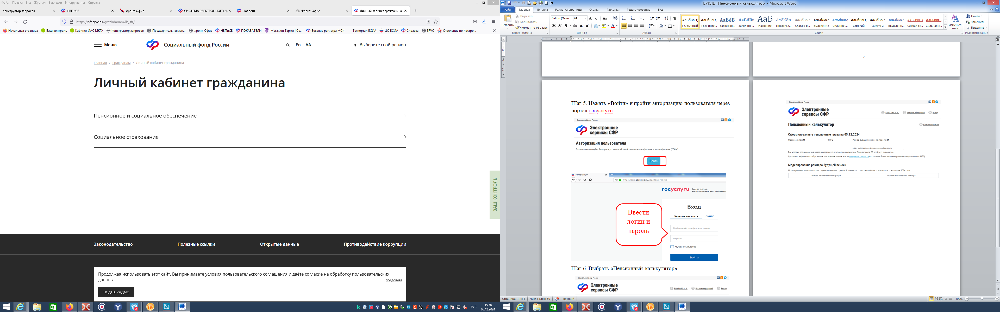 Файл Правка Вид Журнал Закладки Инструменты Справка
Конструктор запросов НВПиСВ Фронт-Офис СИСТЕМА ЭЛЕКТРОННОГО Д Новости Фронт-Офис Личный кабинет гражданина
https://sfr.gov.ru/grazhdanam/lk_sfr/
Начальная страница Ваш контроль Кабинет ИАС МКГУ Конструктор запросов Предварительная зап... Фронт-Офис НВПиСВ ПОКАЗАТЕЛИ МегаФон Таргет | Се... Ведение регистра МСК Техпортал ЕСИА ЦО ЕСИА Справка SRVO Отделение по Костро...
Меню Социальный фонд России En AA Выберите свой регион
Главная / Гражданам / Личный кабинет гражданина
Личный кабинет гражданина
Пенсионное и социальное обеспечение
Социальное страхование
ВАШ КОНТРОЛЬ
Законодательство Полезные ссылки Открытые данные Противодействие коррупции
Продолжая использовать этот сайт, Вы принимаете условия пользовательского соглашения и даёте согласие на обработку пользовательских
данных. ПОДРОБНЕЕ
ПОДТВЕРЖДАЮ
РУС 15:58
05.12.2024
БУКЛЕТ Пенсионный калькулятор - Microsoft Word
Файл Главная Вставка Разметка страницы Ссылки Рассылки Рецензирование Вид
Вставить Вырезать
Копировать
Формат по образцу
Calibri (Осно 24
¶ Обычный ¶ Без инте... Заголово... Заголово... Название Подзагол... Слабое в... Выделение Сильное ... Строгий Цитата 2 Выделенн... Слабая сс... Сильная с...
Изменить стили
Найти
Заменить
Выделить
Буфер обмена Шрифт Абзац Стили Редактирование
2
Шаг 5. Нажать «Войти» и пройти авторизацию пользователя через
портал госуслуги
Социальный фонд России
Электронные
сервисы СФР
Авторизация пользователя
Для входа используйте Вашу учетную запись в Единой системе идентификации и аутентификации (ЕСИА)*.
Войти
Авторизация
https://esia.gosuslugi.ru/idp/rlogin?cc=bp
госуслуги Единая система
идентификации и аутентификации
Вход
Телефон или почта СНИЛС
Мобильный телефон или почта
Пароль
Чужой компьютер
Войти
Ввести
логин и
пароль
Шаг 6. Выбрать «Пенсионный калькулятор»
Социальный фонд России
Электронные
сервисы СФР
БЫЧКОВА А. А. История обращений Выход
Социальный фонд России
Электронные
сервисы СФР
БЫЧКОВА А. А. История обращений Выход
Пенсионный калькулятор Список сервисов
Сформированные пенсионные права на 05.12.2024
Страховой стаж ИПК Размер будущей пенсии по старости
в том числе размер фиксированной выплаты
Все условия возникновения права на страховую пенсию при достижении Вами возраста 60 лет будут выполнены.
Детальную информацию об учтенных пенсионных правах можно получить из выписки о состоянии Вашего индивидуального лицевого счета (ИЛС).
Моделирование размера будущей пенсии
Моделирование выполняется для случая назначения страховой пенсии по старости на общих основаниях в показателях 2024 года.
Исходя из жизненной ситуации Исходя из желаемого размера
Страница: 1 из 4 Число слов: 50 русский 100%